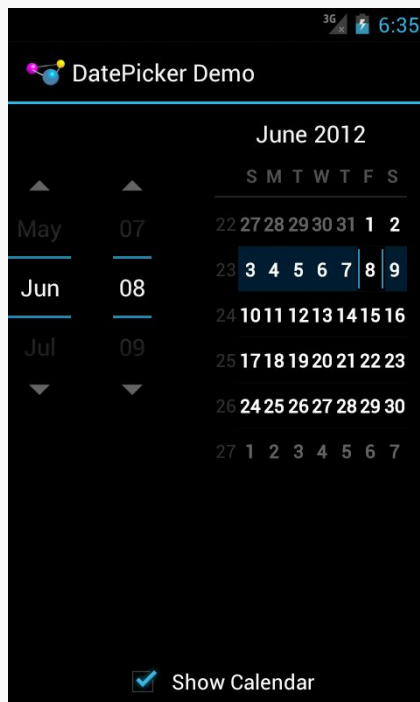 3G 6:35
DatePicker Demo
June 2012
S M T W T F S
May 07
Jun 08
Jul 09
22 27 28 29 30 31 1 2
23 3 4 5 6 7 8 9
24 10 11 12 13 14 15 16
25 17 18 19 20 21 22 23
26 24 25 26 27 28 29 30
27 1 2 3 4 5 6 7
Show Calendar